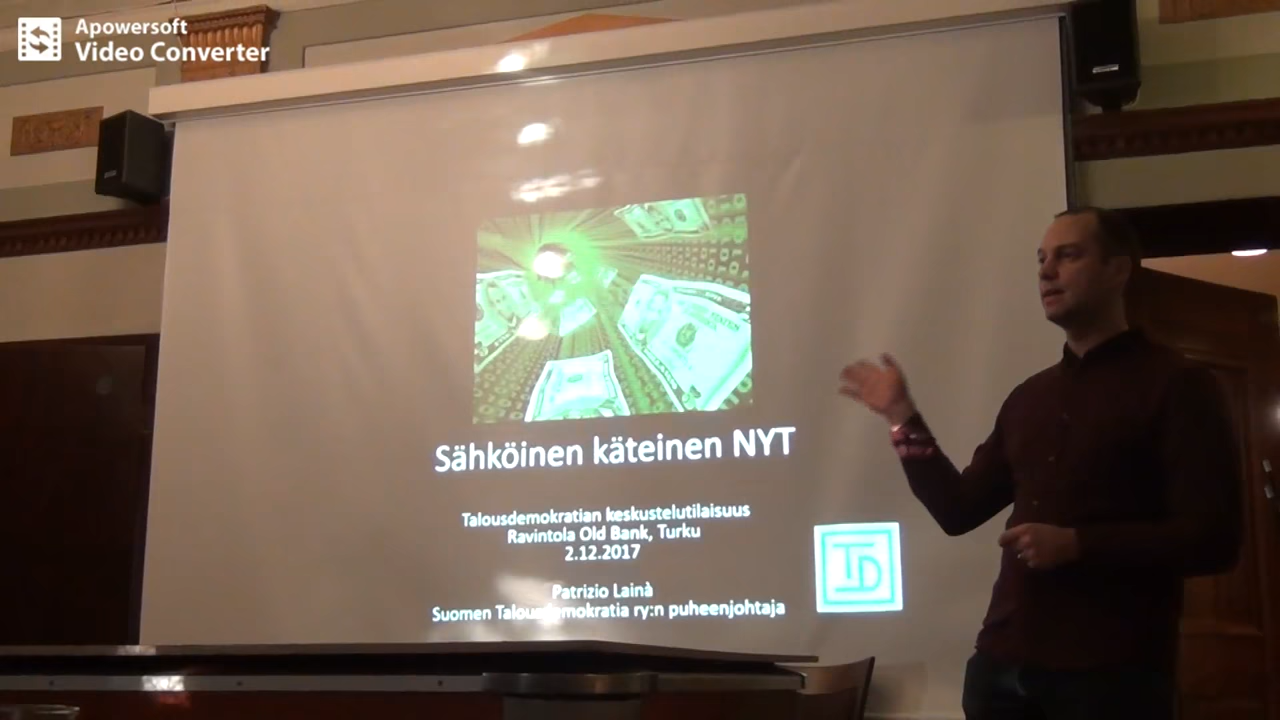 Apowersoft
Video Converter
Sähköinen käteinen NYT
Talousdemokratian keskustelutilaisuus
Ravintola Old Bank, Turku
2.12.2017
Patrizio Lainà
Suomen Talousdemokratia ry:n puheenjohtaja
TD